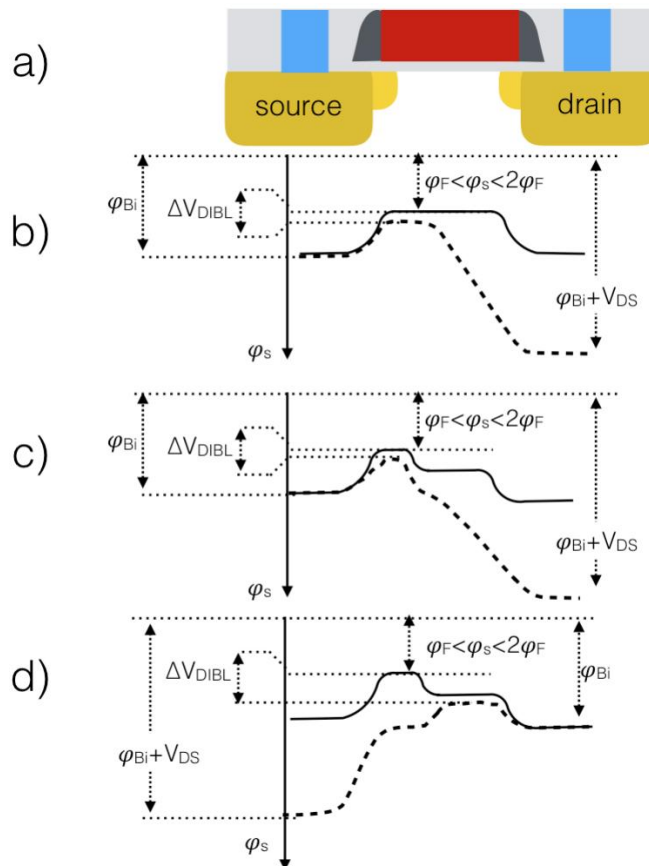 a)
source
drain
b)
φBi
ΔVDIBL
φF<φs<2φF
φBi+VDS
φs
c)
φBi
ΔVDIBL
φF<φs<2φF
φBi+VDS
φs
d)
ΔVDIBL
φF<φs<2φF
φBi
φBi+VDS
φs